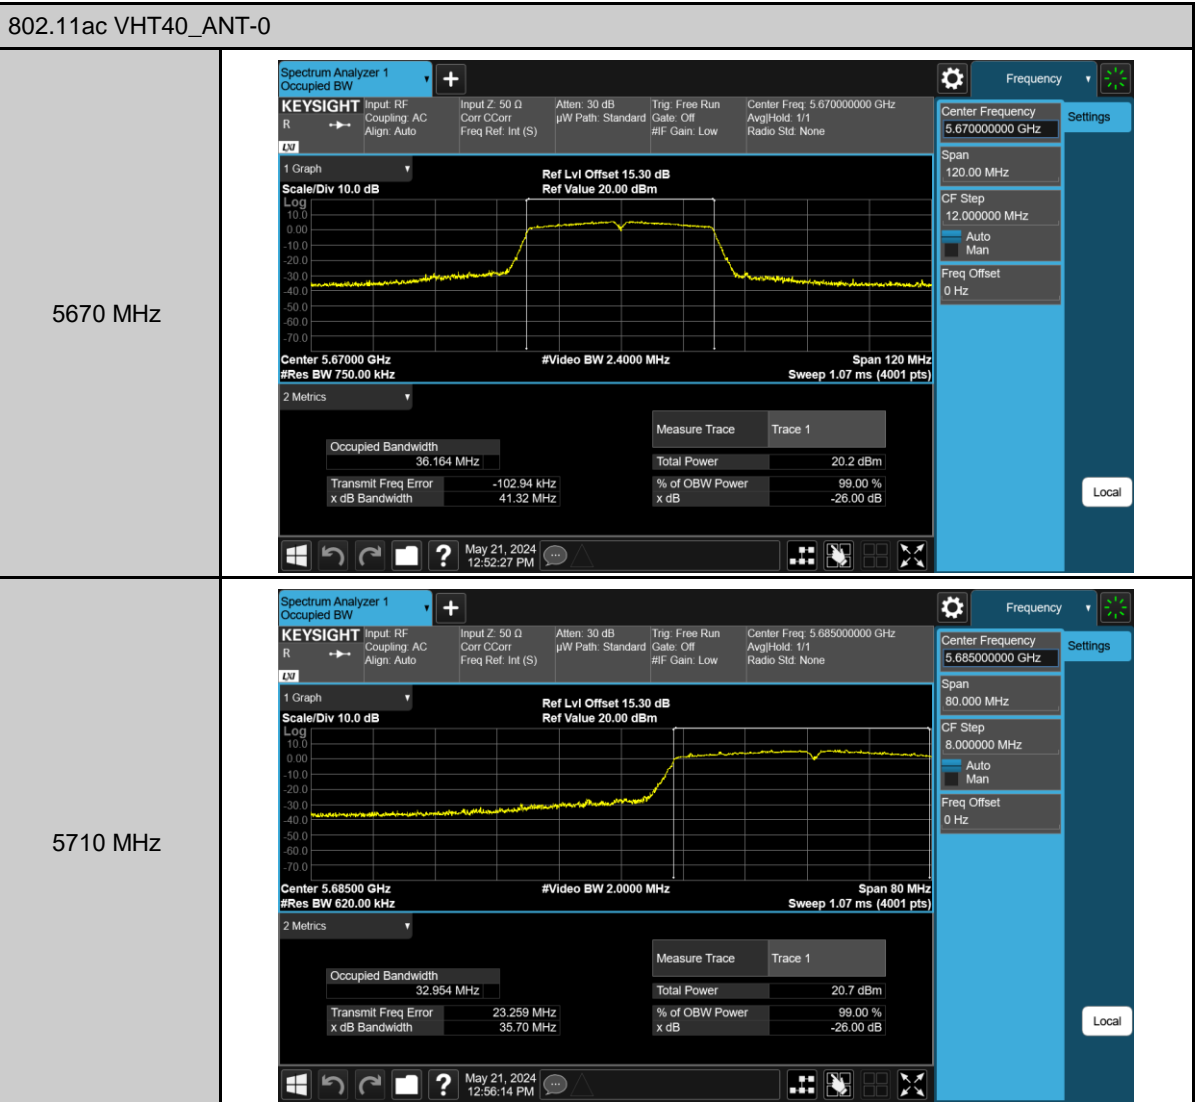 802.11ac VHT40_ANT-0
5670 MHz
Spectrum Analyzer 1
Occupied BW
Frequency
KEYSIGHT
R
LXI
Input: RF
Coupling: AC
Align: Auto
Input Z: 50 Ω
Corr CCorr
Freq Ref: Int (S)
Atten: 30 dB
µW Path: Standard
Trig: Free Run
Gate: Off
#IF Gain: Low
Center Freq: 5.670000000 GHz
Avg|Hold: 1/1
Radio Std: None
Center Frequency
5.670000000 GHz
Settings
Span
120.00 MHz
CF Step
12.000000 MHz
Auto
Man
Freq Offset
0 Hz
Local
1 Graph
Scale/Div 10.0 dB
Ref Lvl Offset 15.30 dB
Ref Value 20.00 dBm
Log
10.0
0.00
-10.0
-20.0
-30.0
-40.0
-50.0
-60.0
-70.0
Center 5.67000 GHz
#Video BW 2.4000 MHz
Span 120 MHz
#Res BW 750.00 kHz
Sweep 1.07 ms (4001 pts)
2 Metrics
Measure Trace Trace 1
Occupied Bandwidth
36.164 MHz
Total Power 20.2 dBm
Transmit Freq Error -102.94 kHz
% of OBW Power 99.00 %
x dB Bandwidth 41.32 MHz
x dB -26.00 dB
?
May 21, 2024
12:52:27 PM
5710 MHz
Spectrum Analyzer 1
Occupied BW
Frequency
KEYSIGHT
R
LXI
Input: RF
Coupling: AC
Align: Auto
Input Z: 50 Ω
Corr CCorr
Freq Ref: Int (S)
Atten: 30 dB
µW Path: Standard
Trig: Free Run
Gate: Off
#IF Gain: Low
Center Freq: 5.685000000 GHz
Avg|Hold: 1/1
Radio Std: None
Center Frequency
5.685000000 GHz
Settings
Span
80.000 MHz
CF Step
8.000000 MHz
Auto
Man
Freq Offset
0 Hz
Local
1 Graph
Scale/Div 10.0 dB
Ref Lvl Offset 15.30 dB
Ref Value 20.00 dBm
Log
10.0
0.00
-10.0
-20.0
-30.0
-40.0
-50.0
-60.0
-70.0
Center 5.68500 GHz
#Video BW 2.0000 MHz
Span 80 MHz
#Res BW 620.00 kHz
Sweep 1.07 ms (4001 pts)
2 Metrics
Measure Trace Trace 1
Occupied Bandwidth
32.954 MHz
Total Power 20.7 dBm
Transmit Freq Error 23.259 MHz
% of OBW Power 99.00 %
x dB Bandwidth 35.70 MHz
x dB -26.00 dB
?
May 21, 2024
12:56:14 PM